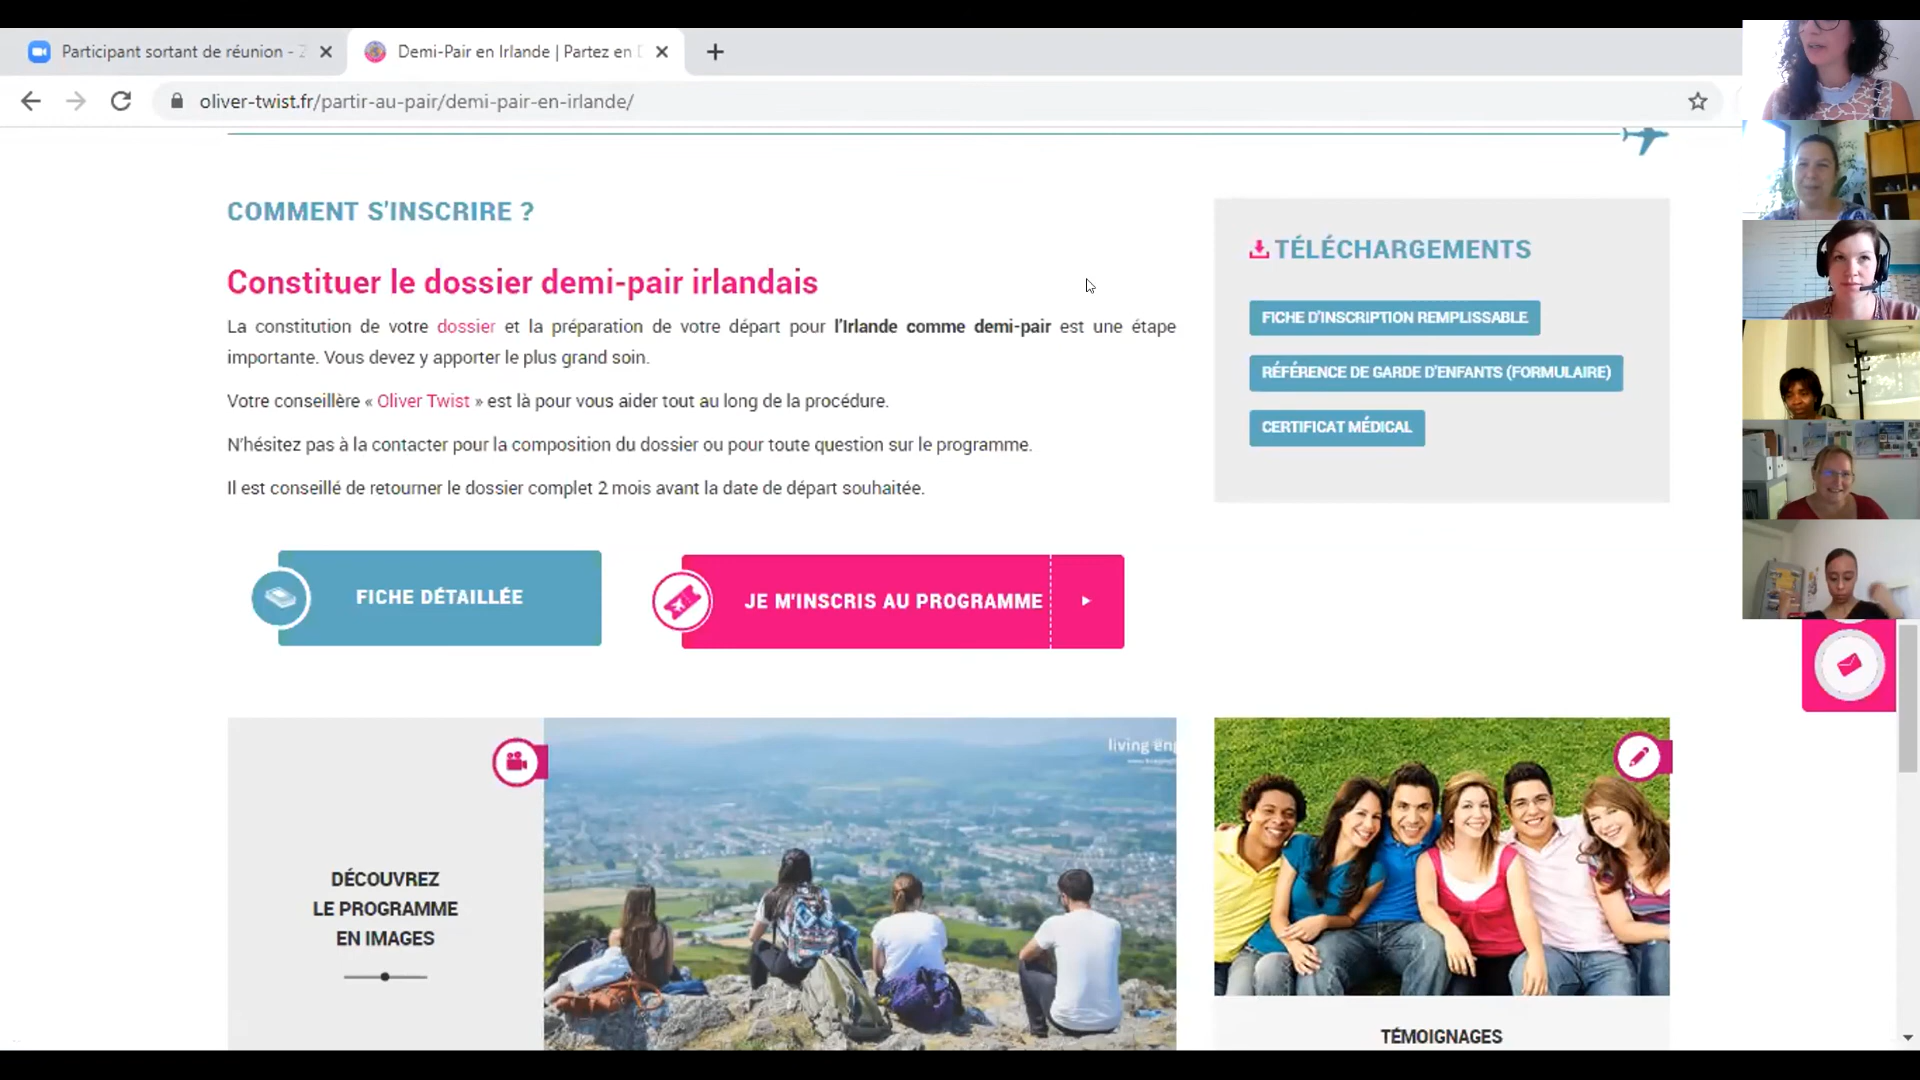 Participant sortant de réunion -
Demi-Pair en Irlande | Partez en
oliver-twist.fr/partir-au-pair/demi-pair-en-irlande/
COMMENT S'INSCRIRE ?
Constituer le dossier demi-pair irlandais
La constitution de votre dossier et la préparation de votre départ pour l'Irlande comme demi-pair est une étape
importante. Vous devez y apporter le plus grand soin.
Votre conseillère « Oliver Twist » est là pour vous aider tout au long de la procédure.
N'hésitez pas à la contacter pour la composition du dossier ou pour toute question sur le programme.
Il est conseillé de retourner le dossier complet 2 mois avant la date de départ souhaitée.
FICHE DÉTAILLÉE
JE M'INSCRIS AU PROGRAMME
TÉLÉCHARGEMENTS
FICHE D'INSCRIPTION REMPLISSABLE
RÉFÉRENCE DE GARDE D'ENFANTS (FORMULAIRE)
CERTIFICAT MÉDICAL
DÉCOUVREZ
LE PROGRAMME
EN IMAGES
living eng
TÉMOIGNAGES